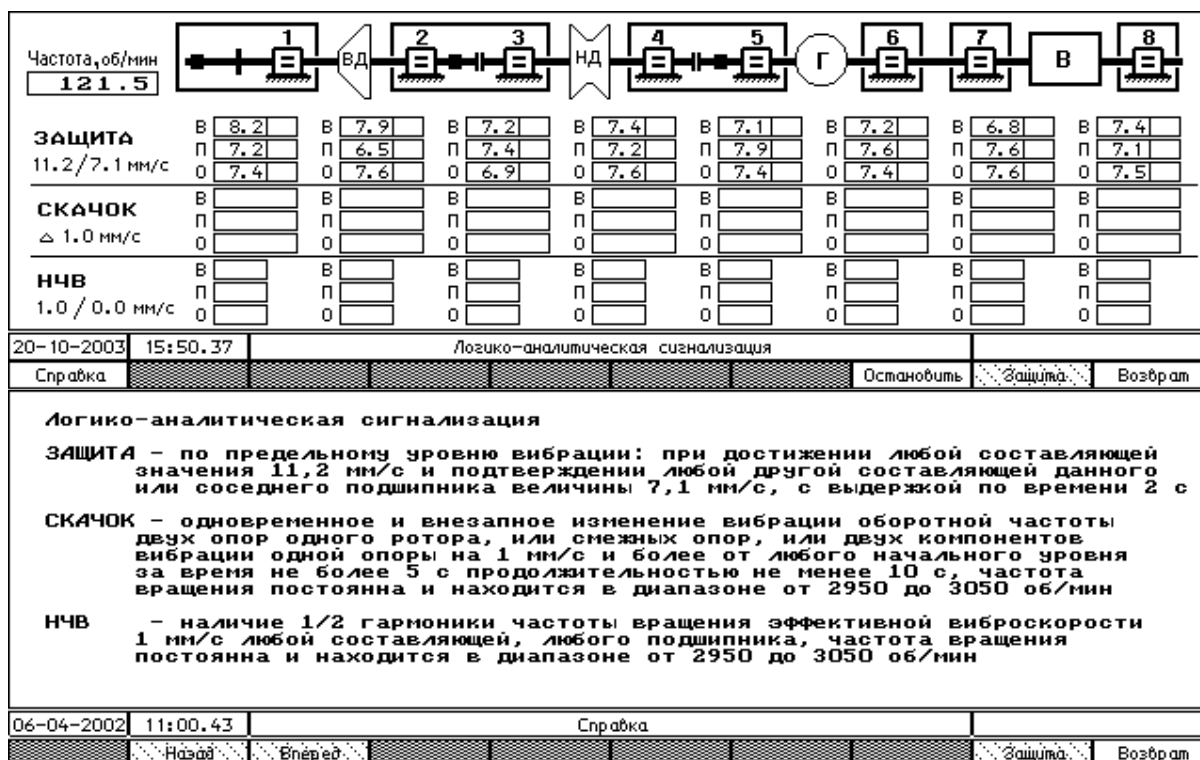 1 2 3 4 5 6 7 8
ВД НД Г В
Частота, об/мин
121.5
ЗАЩИТА
11.2/7.1 мм/с
В 8.2 В 7.9 В 7.2 В 7.4 В 7.1 В 7.2 В 6.8 В 7.4
П 7.2 П 6.5 П 7.4 П 7.2 П 7.9 П 7.6 П 7.6 П 7.1
О 7.4 О 7.6 О 6.9 О 7.6 О 7.4 О 7.4 О 7.6 О 7.5
СКАЧОК
△ 1.0 мм/с
В В В В В В В В
П П П П П П П П
О О О О О О О О
НЧВ
1.0 / 0.0 мм/с
В В В В В В В В
П П П П П П П П
О О О О О О О О
20-10-2003 15:50.37 Логико-аналитическая сигнализация
Справка Остановить Защита Возврат
Логико-аналитическая сигнализация
ЗАЩИТА - по предельному уровню вибрации: при достижении любой составляющей
значения 11,2 мм/с и подтверждении любой другой составляющей данного
или соседнего подшипника величины 7,1 мм/с, с выдержкой по времени 2 с
СКАЧОК - одновременное и внезапное изменение вибрации оборотной частоты
двух опор одного ротора, или смежных опор, или двух компонентов
вибрации одной опоры на 1 мм/с и более от любого начального уровня
за время не более 5 с продолжительностью не менее 10 с, частота
вращения постоянна и находится в диапазоне от 2950 до 3050 об/мин
НЧВ - наличие 1/2 гармоники частоты вращения эффективной виброскорости
1 мм/с любой составляющей, любого подшипника, частота вращения
постоянна и находится в диапазоне от 2950 до 3050 об/мин
06-04-2002 11:00.43 Справка
Назад Вперед Защита Возврат